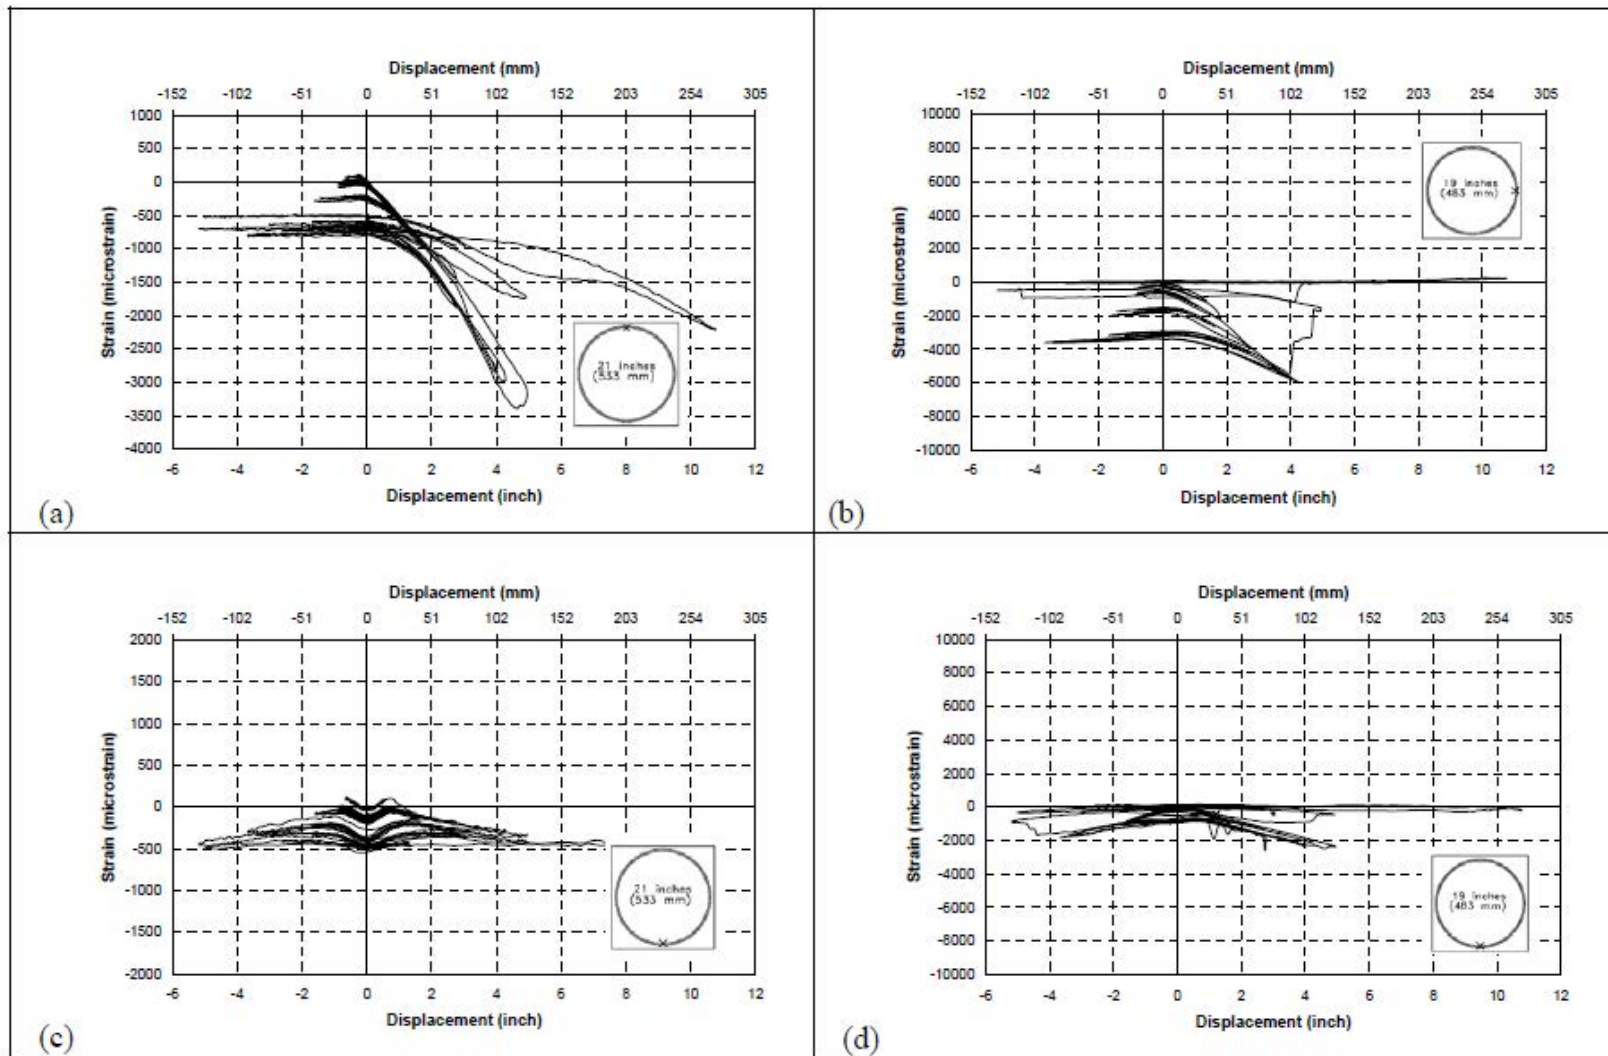 Displacement (mm)
-152 -102 -51 0 51 102 152 203 254 305
1000
500
0
-500
-1000
-1500
-2000
-2500
-3000
-3500
-4000
Strain (microstrain)
21 inches
(533 mm)
-6 -4 -2 0 2 4 6 8 10 12
Displacement (inch)
(a)
Displacement (mm)
-152 -102 -51 0 51 102 152 203 254 305
10000
8000
6000
4000
2000
0
-2000
-4000
-6000
-8000
-10000
Strain (microstrain)
19 inches
(483 mm)
-6 -4 -2 0 2 4 6 8 10 12
Displacement (inch)
(b)
Displacement (mm)
-152 -102 -51 0 51 102 152 203 254 305
2000
1500
1000
500
0
-500
-1000
-1500
-2000
Strain (microstrain)
21 inches
(533 mm)
-6 -4 -2 0 2 4 6 8 10 12
Displacement (inch)
(c)
Displacement (mm)
-152 -102 -51 0 51 102 152 203 254 305
10000
8000
6000
4000
2000
0
-2000
-4000
-6000
-8000
-10000
Strain (microstrain)
19 inches
(483 mm)
-6 -4 -2 0 2 4 6 8 10 12
Displacement (inch)
(d)